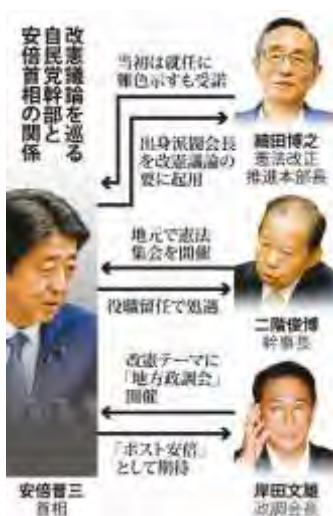 改憲議論を巡る
自民党幹部と
安倍首相の関係
当初は就任に
難色示すも受諾
出身派閥会長
を改憲議論の
要に起用
細田博之
憲法改正
推進本部長
地元で憲法
集会を開催
役職留任で処遇
二階俊博
幹事長
改憲テーマに
「地方政調会」
開催
「ポスト安倍」
として期待
安倍晋三
首相
岸田文雄
政調会長